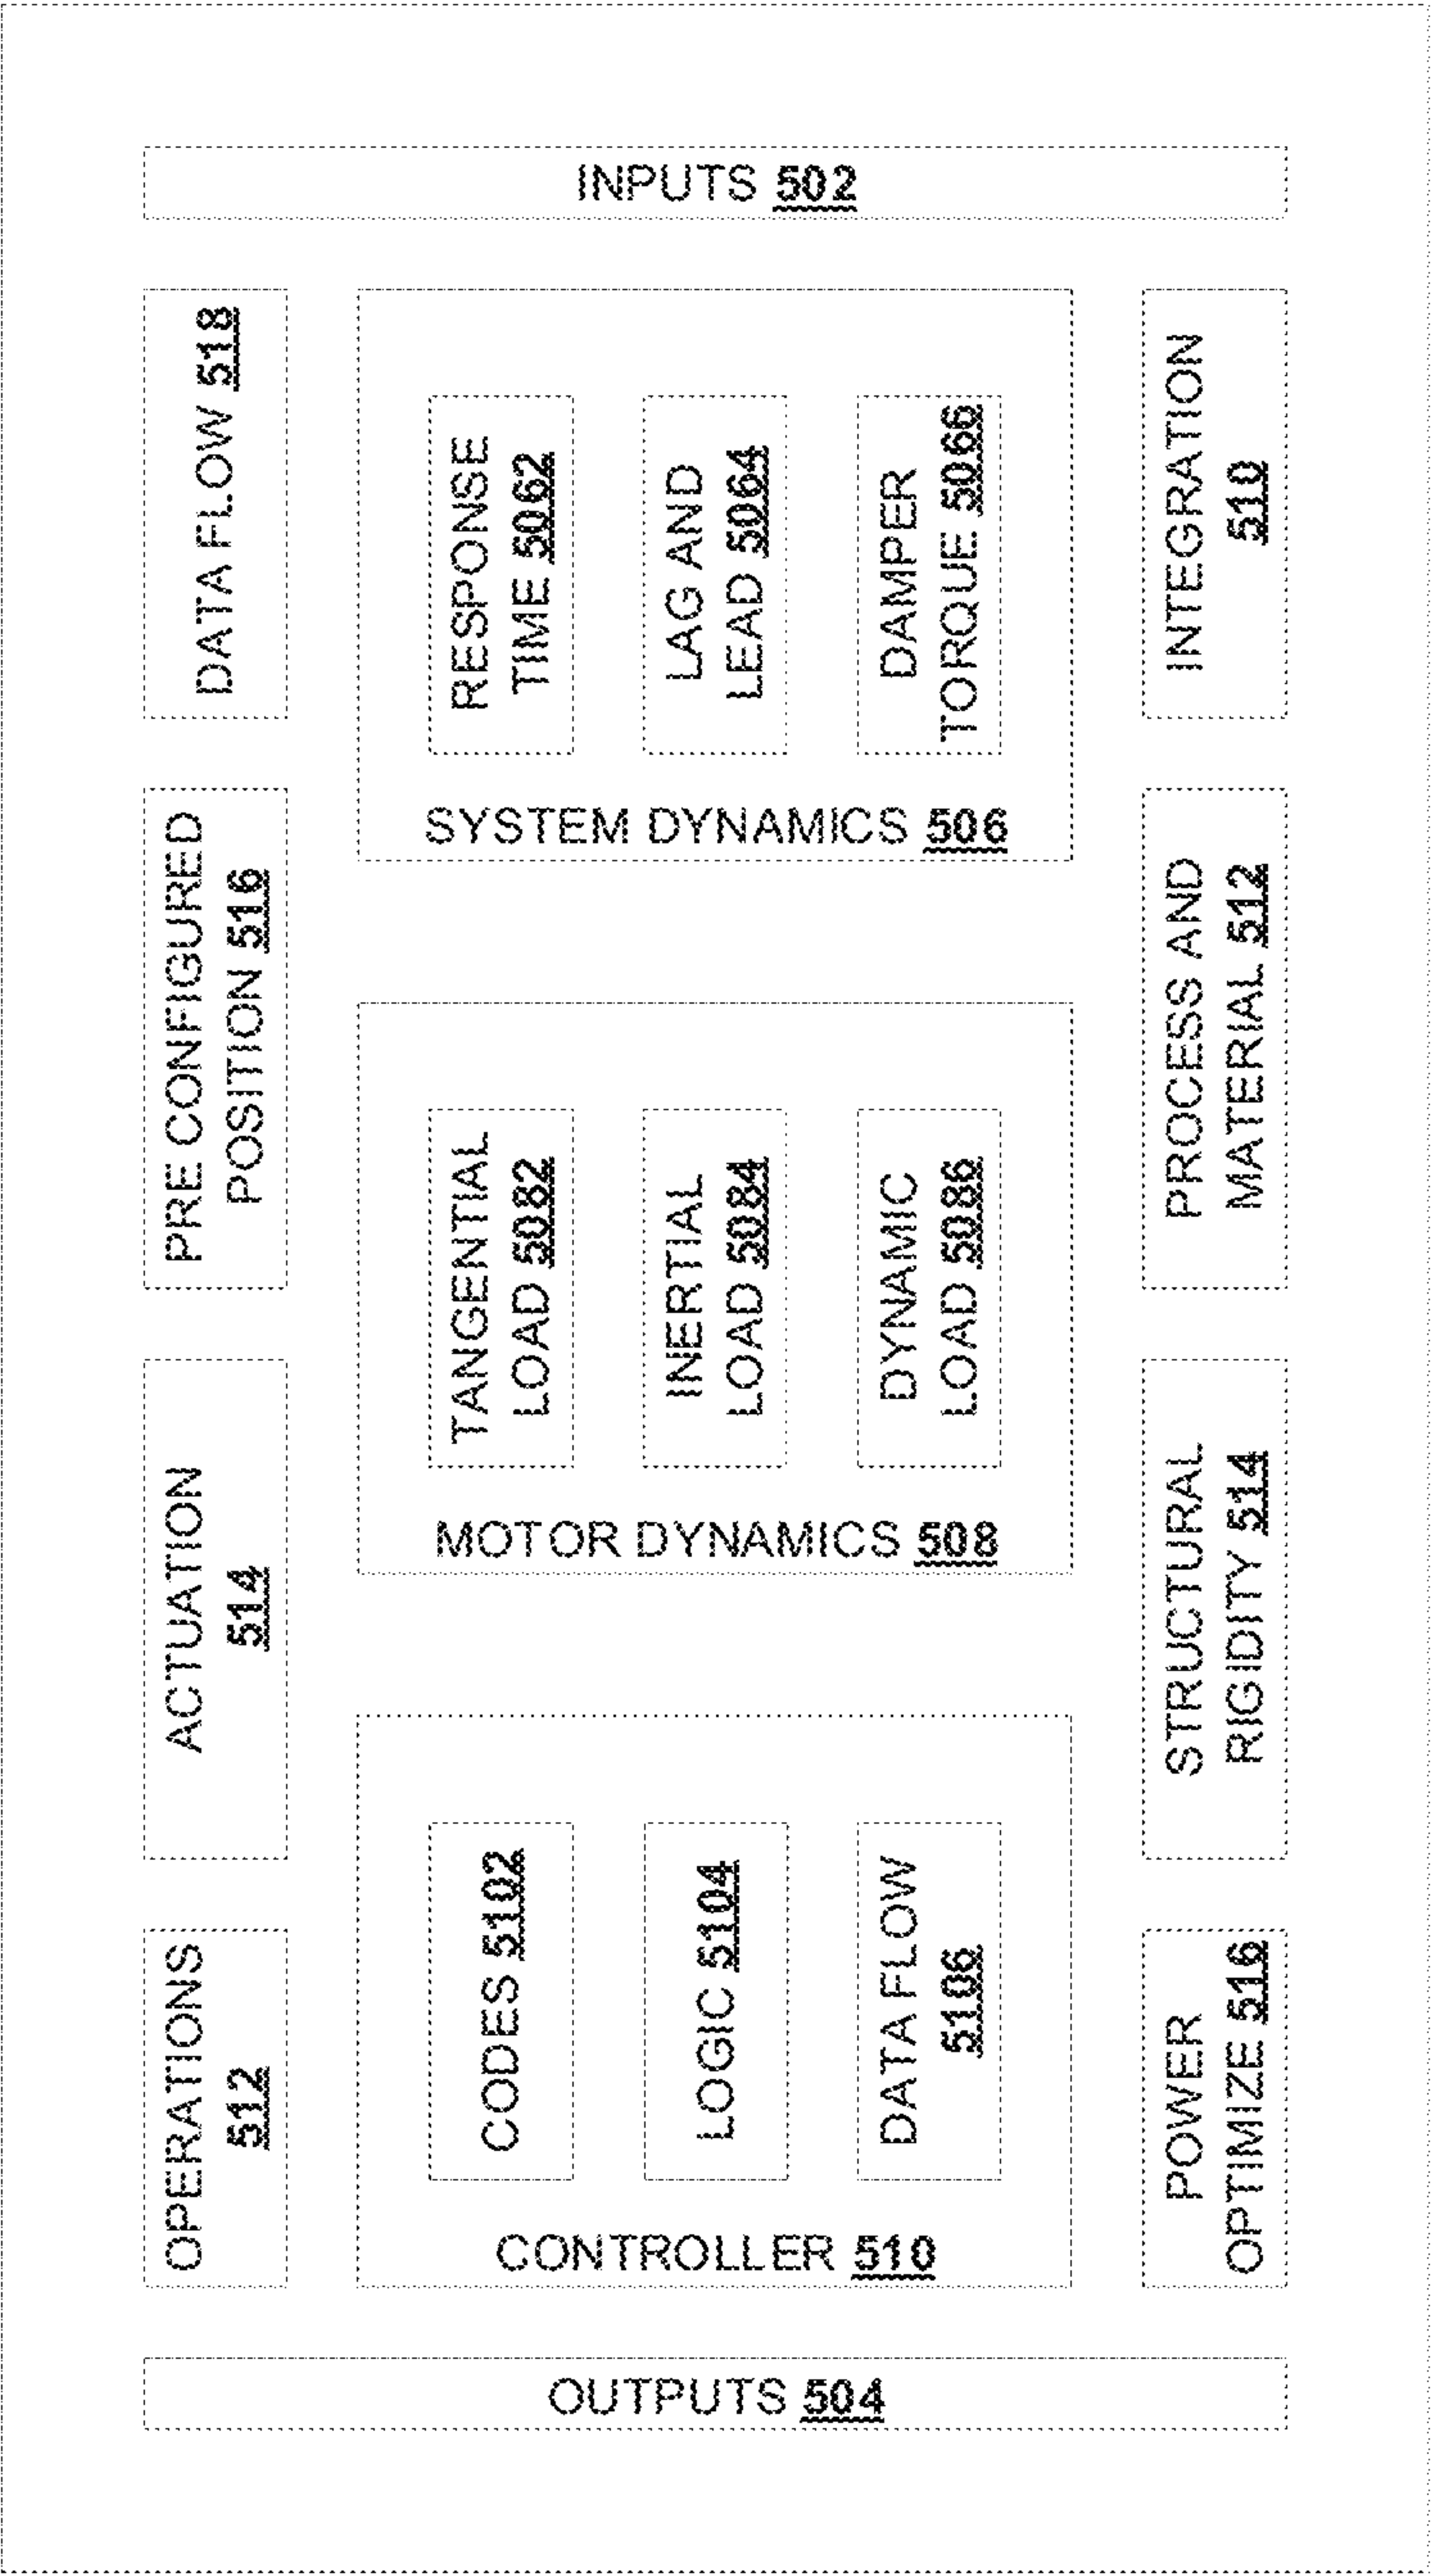 INPUTS 502
DATA FLOW 518
RESPONSE
TIME 5062
LAG AND
LEAD 5064
DAMPER
TORQUE 5066
SYSTEM DYNAMICS 506
INTEGRATION
510
PRE CONFIGURED
POSITION 516
TANGENTIAL
LOAD 5082
INERTIAL
LOAD 5084
DYNAMIC
LOAD 5086
MOTOR DYNAMICS 508
PROCESS AND
MATERIAL 512
ACTUATION
514
STRUCTURAL
RIGIDITY 514
OPERATIONS
512
CODES 5102
LOGIC 5104
DATA FLOW
5106
CONTROLLER 510
POWER
OPTIMIZE 516
OUTPUTS 504